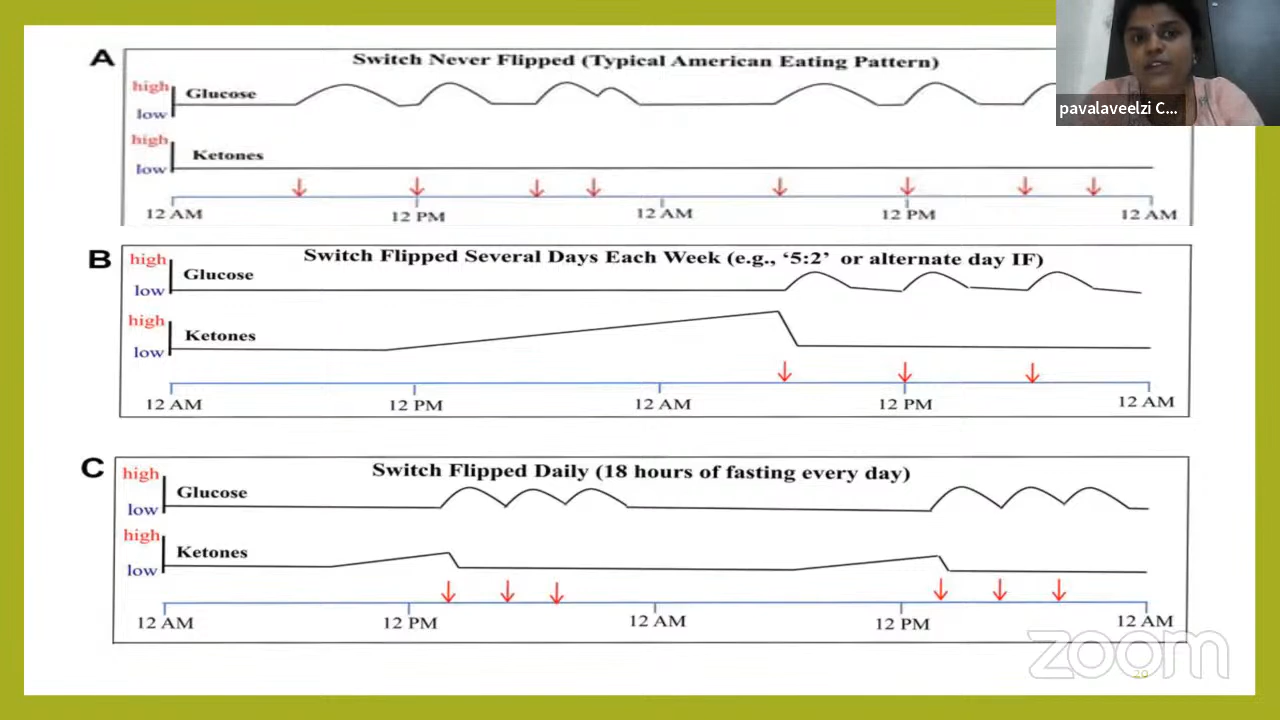 A
Switch Never Flipped (Typical American Eating Pattern)
high
Glucose
low
high
Ketones
low
12 AM 12 PM 12 AM 12 PM 12 AM
B
Switch Flipped Several Days Each Week (e.g., ‘5:2’ or alternate day IF)
high
Glucose
low
high
Ketones
low
12 AM 12 PM 12 AM 12 PM 12 AM
C
Switch Flipped Daily (18 hours of fasting every day)
high
Glucose
low
high
Ketones
low
12 AM 12 PM 12 AM 12 PM 12 AM
pavalaveelzi C...
zoom
20